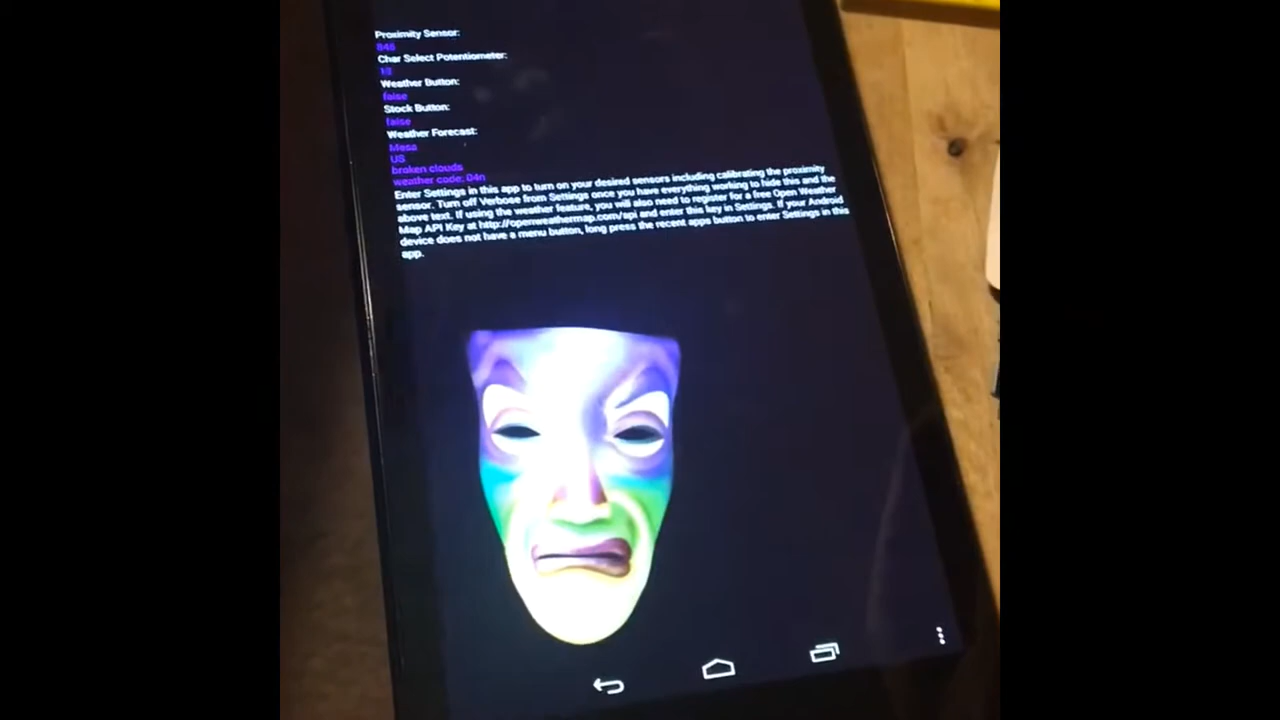 Proximity Sensor:
846
Char Select Potentiometer:
13
Weather Button:
false
Stock Button:
false
Weather Forecast:
Mesa
US
broken clouds
weather code: 04n
Enter Settings in this app to turn on your desired sensors including calibrating the proximity
sensor. Turn off Verbose from Settings once you have everything working to hide this and the
above text. If using the weather feature, you will also need to register for a free Open Weather
Map API Key at http://openweathermap.com/api and enter this key in Settings. If your Android
device does not have a menu button, long press the recent apps button to enter Settings in this
app.